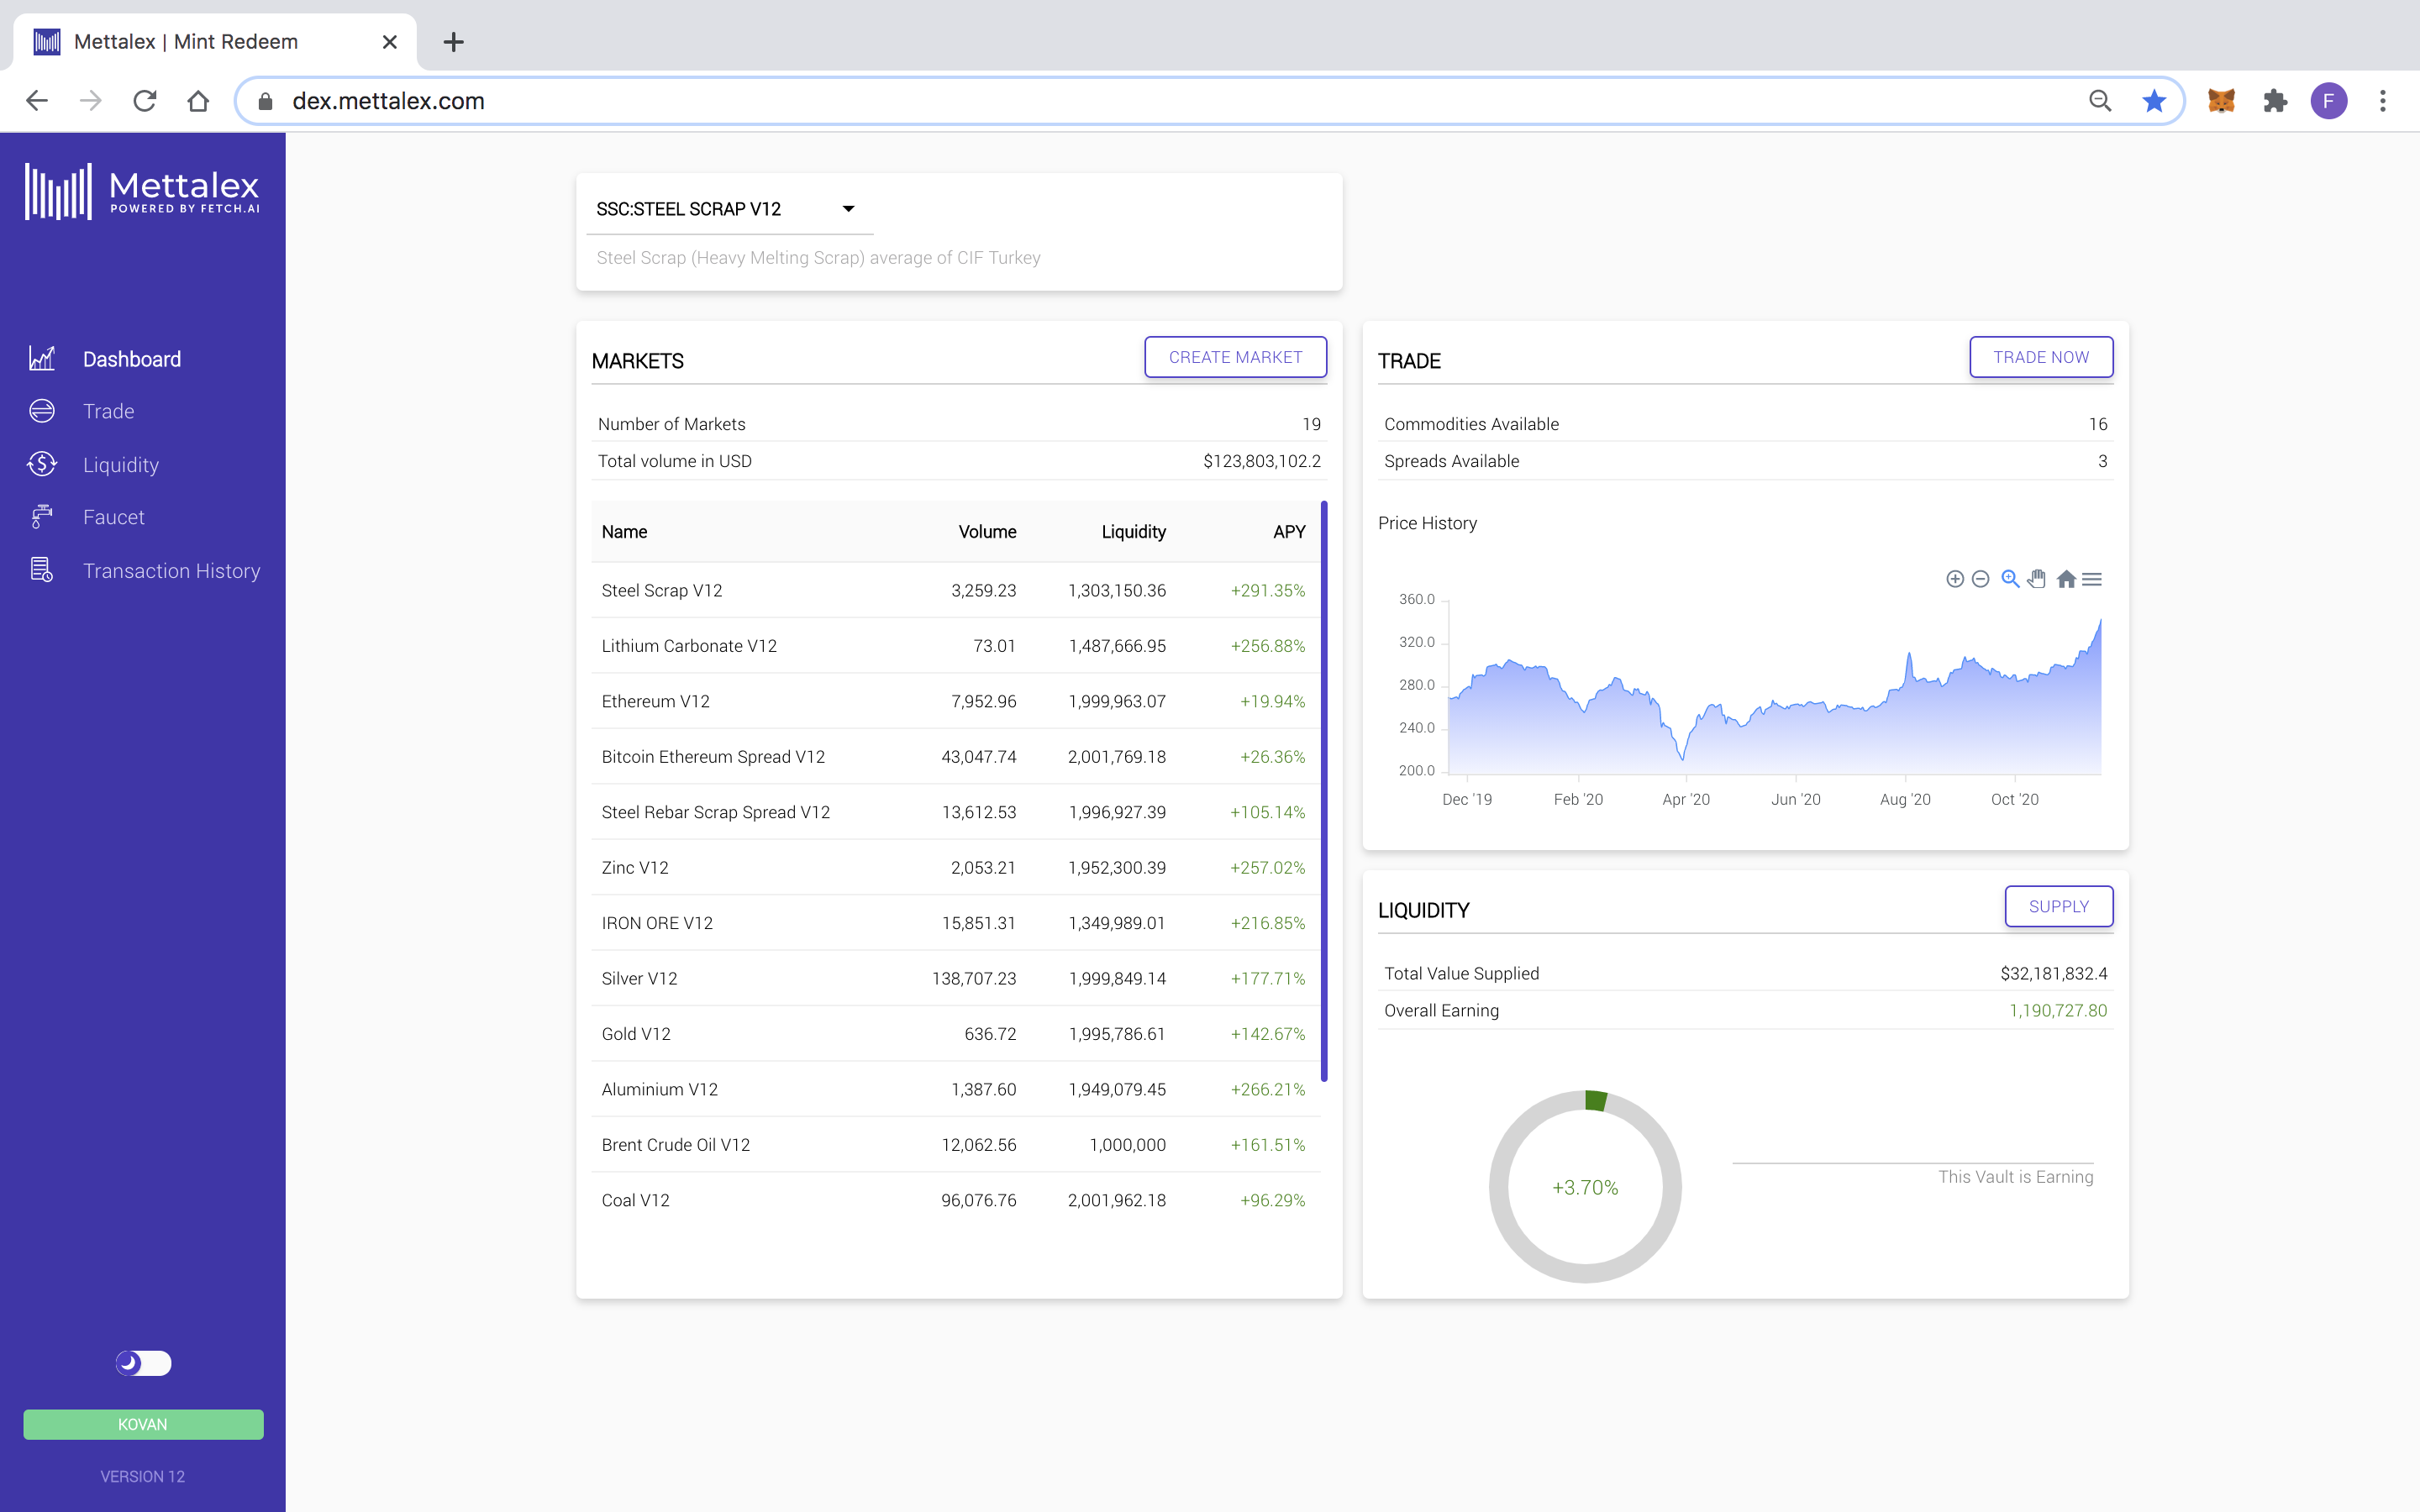 Mettalex | Mint Redeem
dex.mettalex.com
F
Mettalex
POWERED BY FETCH.AI
Dashboard
Trade
Liquidity
Faucet
Transaction History
KOVAN
VERSION 12
SSC:STEEL SCRAP V12
Steel Scrap (Heavy Melting Scrap) average of CIF Turkey
MARKETS CREATE MARKET
Number of Markets 19
Total volume in USD $123,803,102.2
Name Volume Liquidity APY
Steel Scrap V12 3,259.23 1,303,150.36 +291.35%
Lithium Carbonate V12 73.01 1,487,666.95 +256.88%
Ethereum V12 7,952.96 1,999,963.07 +19.94%
Bitcoin Ethereum Spread V12 43,047.74 2,001,769.18 +26.36%
Steel Rebar Scrap Spread V12 13,612.53 1,996,927.39 +105.14%
Zinc V12 2,053.21 1,952,300.39 +257.02%
IRON ORE V12 15,851.31 1,349,989.01 +216.85%
Silver V12 138,707.23 1,999,849.14 +177.71%
Gold V12 636.72 1,995,786.61 +142.67%
Aluminium V12 1,387.60 1,949,079.45 +266.21%
Brent Crude Oil V12 12,062.56 1,000,000 +161.51%
Coal V12 96,076.76 2,001,962.18 +96.29%
TRADE TRADE NOW
Commodities Available 16
Spreads Available 3
Price History
360.0
320.0
280.0
240.0
200.0
Dec '19 Feb '20 Apr '20 Jun '20 Aug '20 Oct '20
LIQUIDITY SUPPLY
Total Value Supplied $32,181,832.4
Overall Earning 1,190,727.80
+3.70%
This Vault is Earning